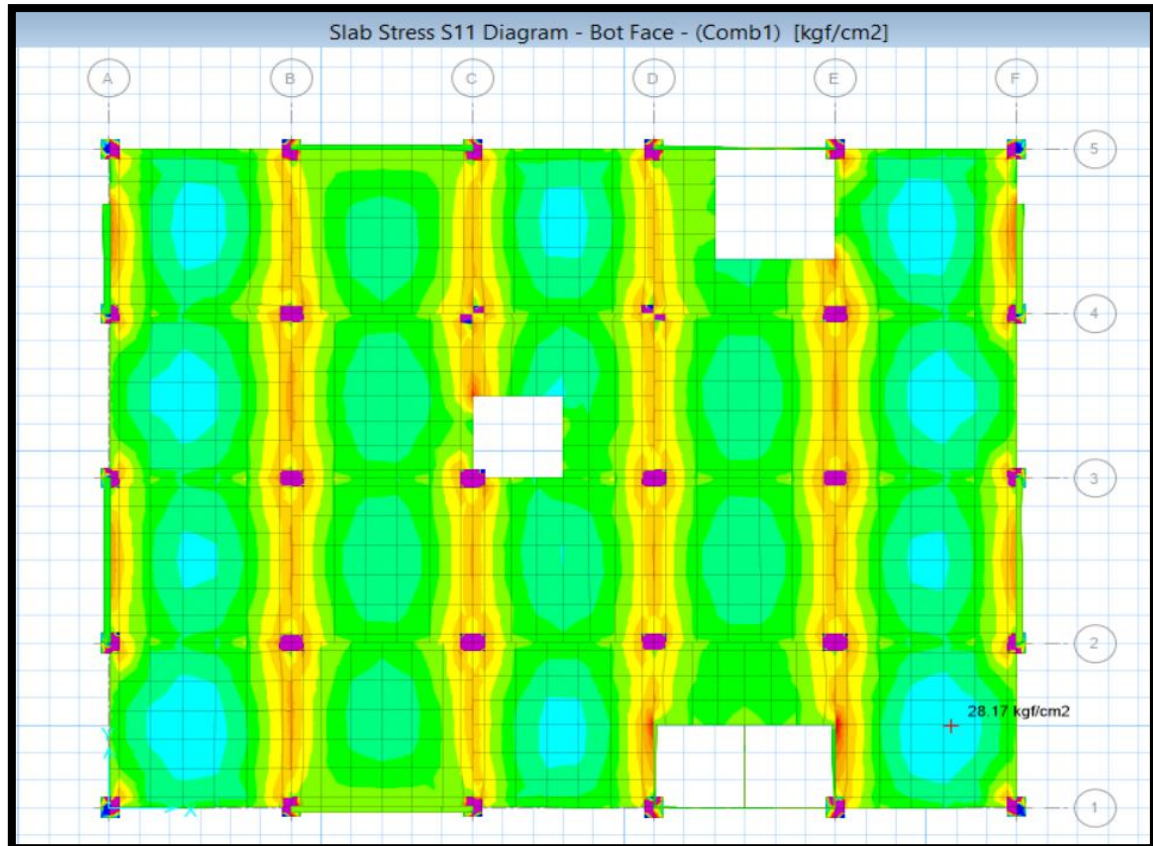 Slab Stress S11 Diagram - Bot Face - (Comb1) [kgf/cm2]
A B C D E F
5
4
3
2
28.17 kgf/cm2
Y
X
1